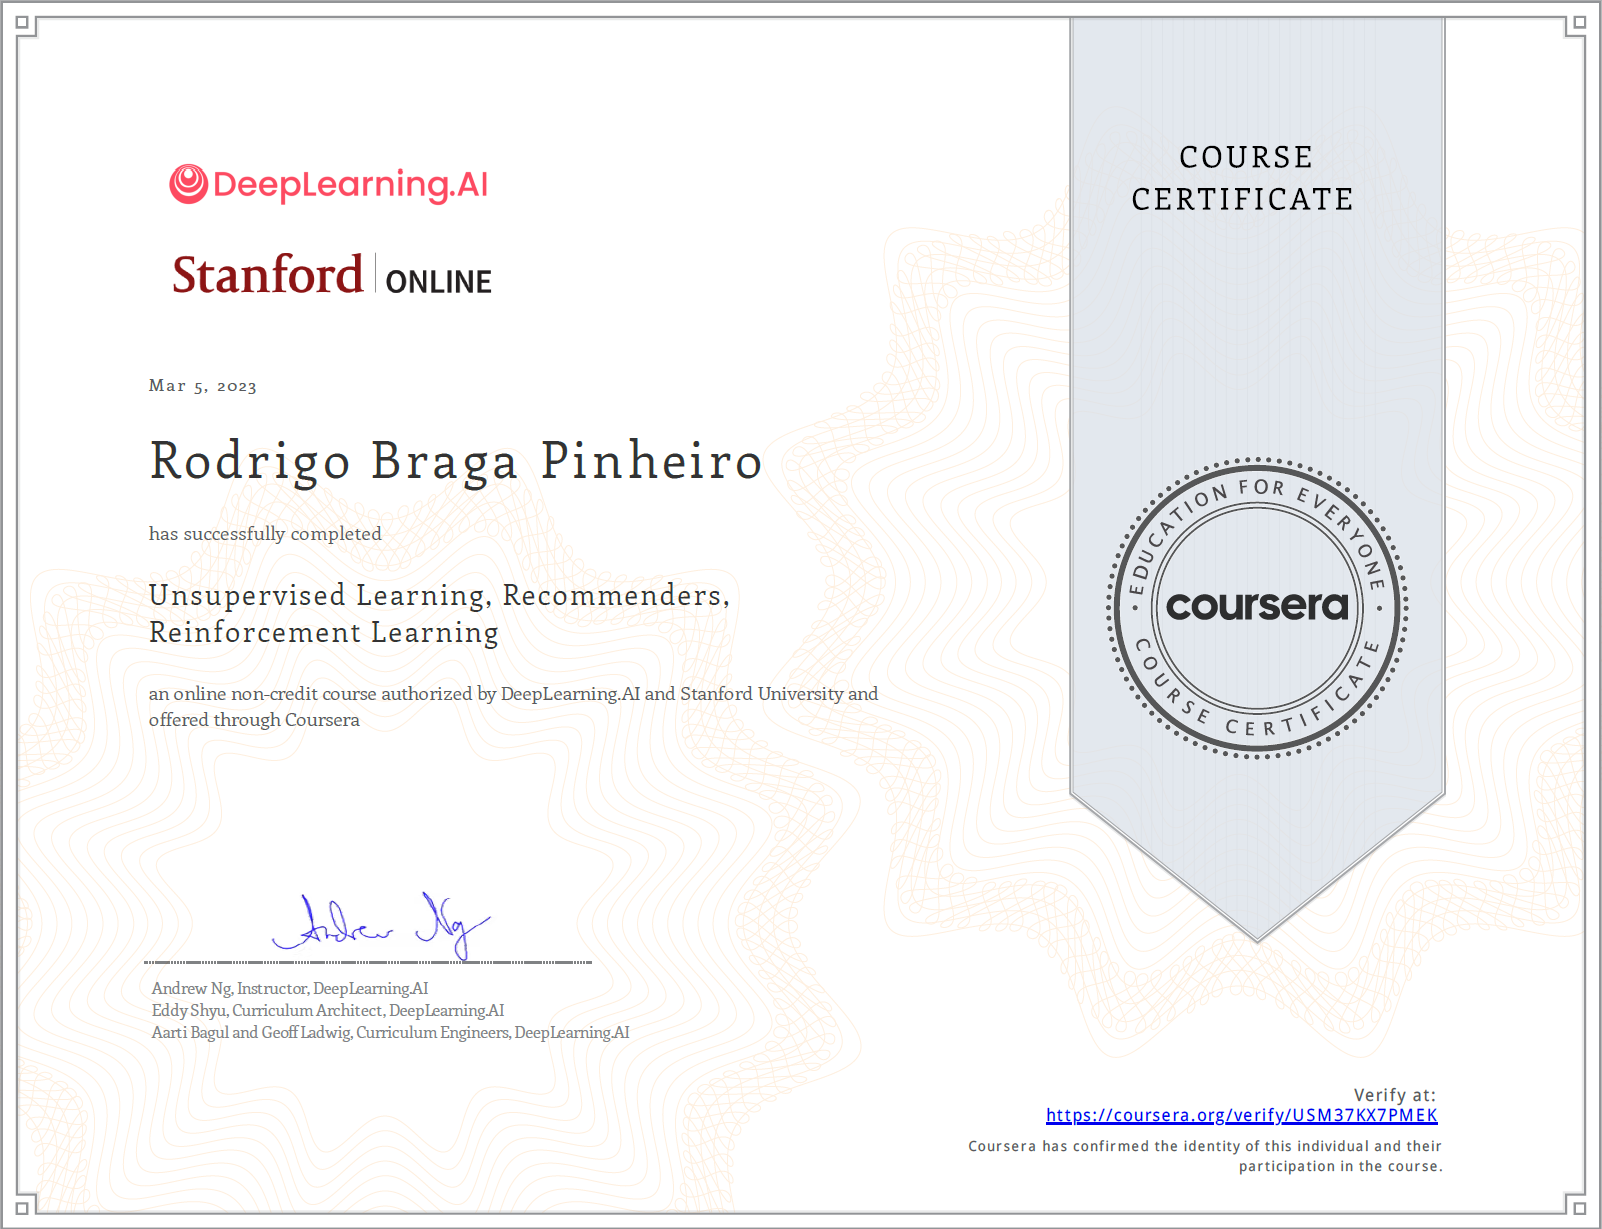 DeepLearning.AI
Stanford ONLINE
Mar 5, 2023
Rodrigo Braga Pinheiro
has successfully completed
Unsupervised Learning, Recommenders,
Reinforcement Learning
an online non-credit course authorized by DeepLearning.AI and Stanford University and
offered through Coursera
Andrew Ng
Andrew Ng, Instructor, DeepLearning.AI
Eddy Shyu, Curriculum Architect, DeepLearning.AI
Aarti Bagul and Geoff Ladwig, Curriculum Engineers, DeepLearning.AI
COURSE
CERTIFICATE
EDUCATION FOR EVERYONE
coursera
COURSE CERTIFICATE
Verify at:
https://coursera.org/verify/USM37KX7PMEK
Coursera has confirmed the identity of this individual and their
participation in the course.